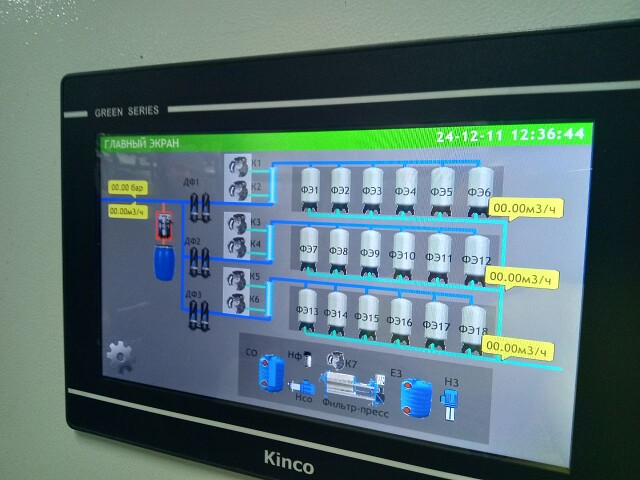 GREEN SERIES
ГЛАВНЫЙ ЭКРАН
24-12-11 12:36:44
00.00 бар
00.00м3/ч
ДФ1
ДФ2
ДФ3
К1
К2
К3
К4
К5
К6
ФЭ1 ФЭ2 ФЭ3 ФЭ4 ФЭ5 ФЭ6
00.00м3/ч
ФЭ7 ФЭ8 ФЭ9 ФЭ10 ФЭ11 ФЭ12
00.00м3/ч
ФЭ13 ФЭ14 ФЭ15 ФЭ16 ФЭ17 ФЭ18
00.00м3/ч
СО
Нф
К7
Е3
Н3
Нсо
Фильтр-пресс
Kinco